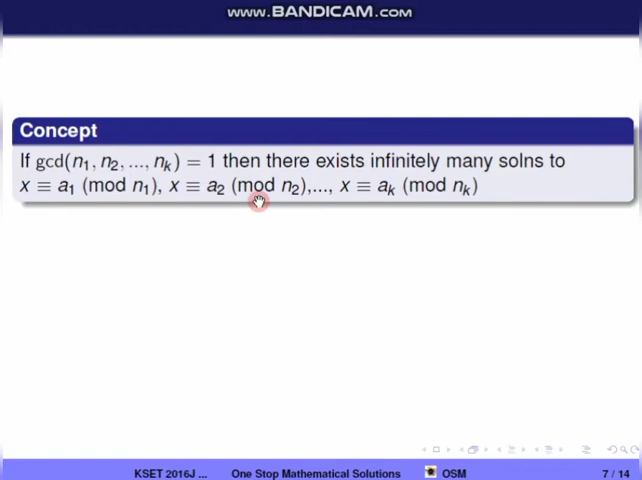 www.BANDICAM.com
Concept
If gcd(n₁, n₂, ..., nₖ) = 1 then there exists infinitely many solns to
x ≡ a₁ (mod n₁), x ≡ a₂ (mod n₂),..., x ≡ aₖ (mod nₖ)
KSET 2016J ... One Stop Mathematical Solutions OSM 7 / 14